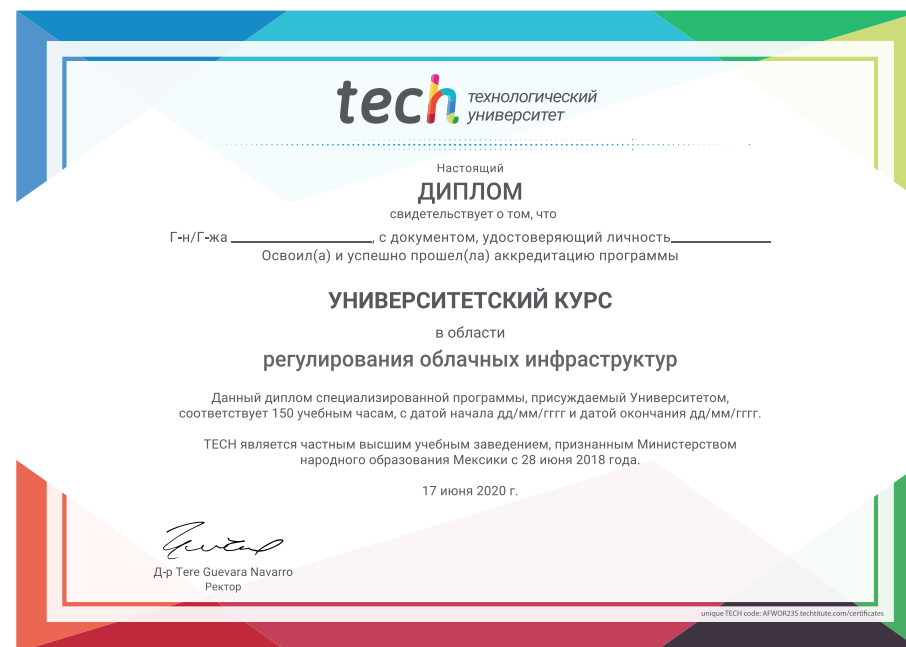 tech технологический
университет
Настоящий
ДИПЛОМ
свидетельствует о том, что
Г-н/Г-жа ____________________, с документом, удостоверяющий личность______________
Освоил(а) и успешно прошел(ла) аккредитацию программы
УНИВЕРСИТЕТСКИЙ КУРС
в области
регулирования облачных инфраструктур
Данный диплом специализированной программы, присуждаемый Университетом,
соответствует 150 учебным часам, с датой начала дд/мм/гггг и датой окончания дд/мм/гггг.
TECH является частным высшим учебным заведением, признанным Министерством
народного образования Мексики с 28 июня 2018 года.
17 июня 2020 г.
Д-р Tere Guevara Navarro
Ректор
unique TECH code: AFWOR23S techtitute.com/certificates